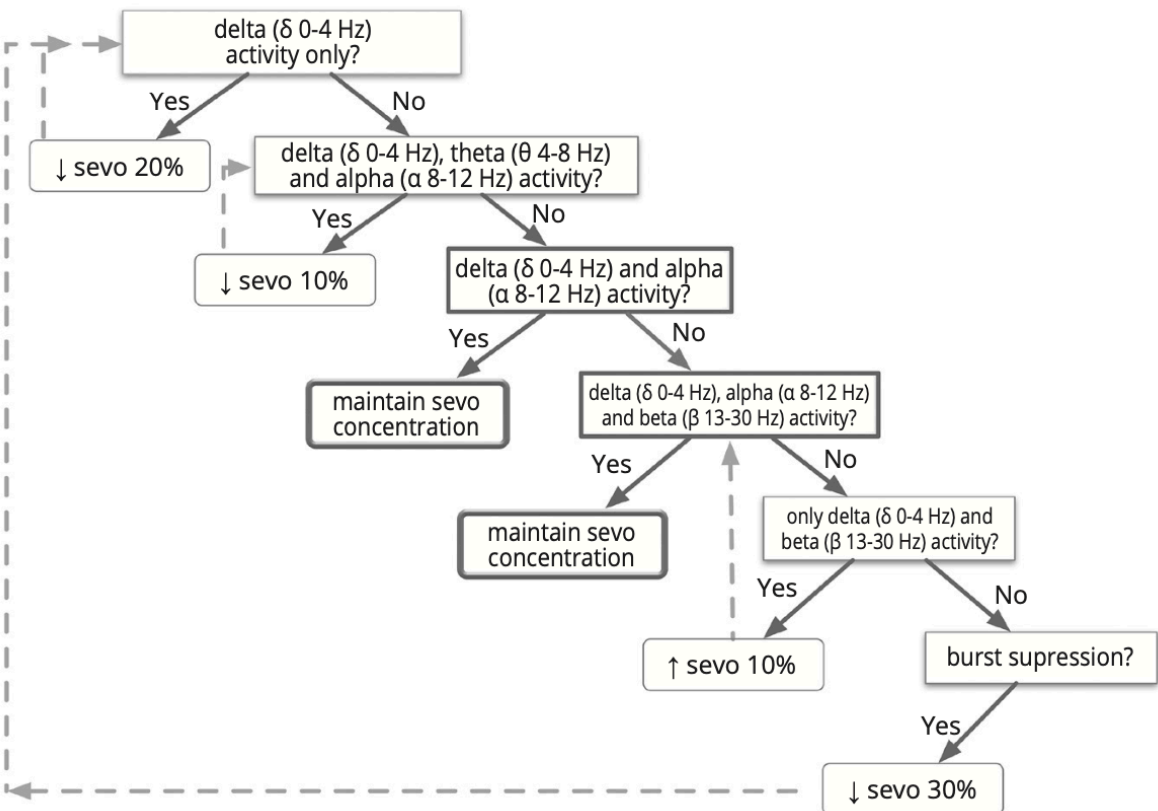 delta (δ 0-4 Hz)
activity only?
Yes
No
↓ sevo 20%
delta (δ 0-4 Hz), theta (θ 4-8 Hz)
and alpha (α 8-12 Hz) activity?
Yes
No
↓ sevo 10%
delta (δ 0-4 Hz) and alpha
(α 8-12 Hz) activity?
Yes
No
maintain sevo
concentration
delta (δ 0-4 Hz), alpha (α 8-12 Hz)
and beta (β 13-30 Hz) activity?
Yes
No
maintain sevo
concentration
only delta (δ 0-4 Hz) and
beta (β 13-30 Hz) activity?
Yes
No
↑ sevo 10%
burst supression?
Yes
↓ sevo 30%